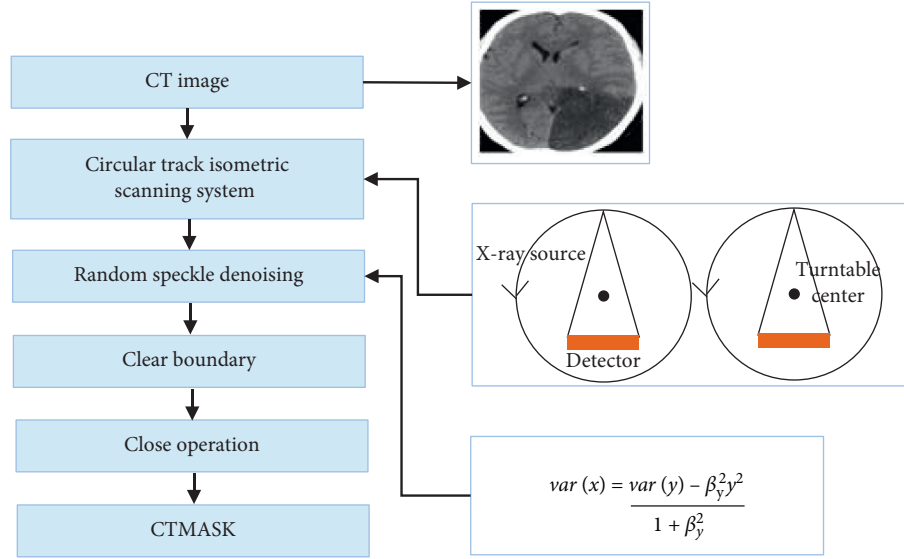 CT image
Circular track isometric
scanning system
Random speckle denoising
Clear boundary
Close operation
CTMASK
X-ray source
Detector
Turntable
center
var (x) = var (y) – β_y^2 y^2
1 + β_y^2